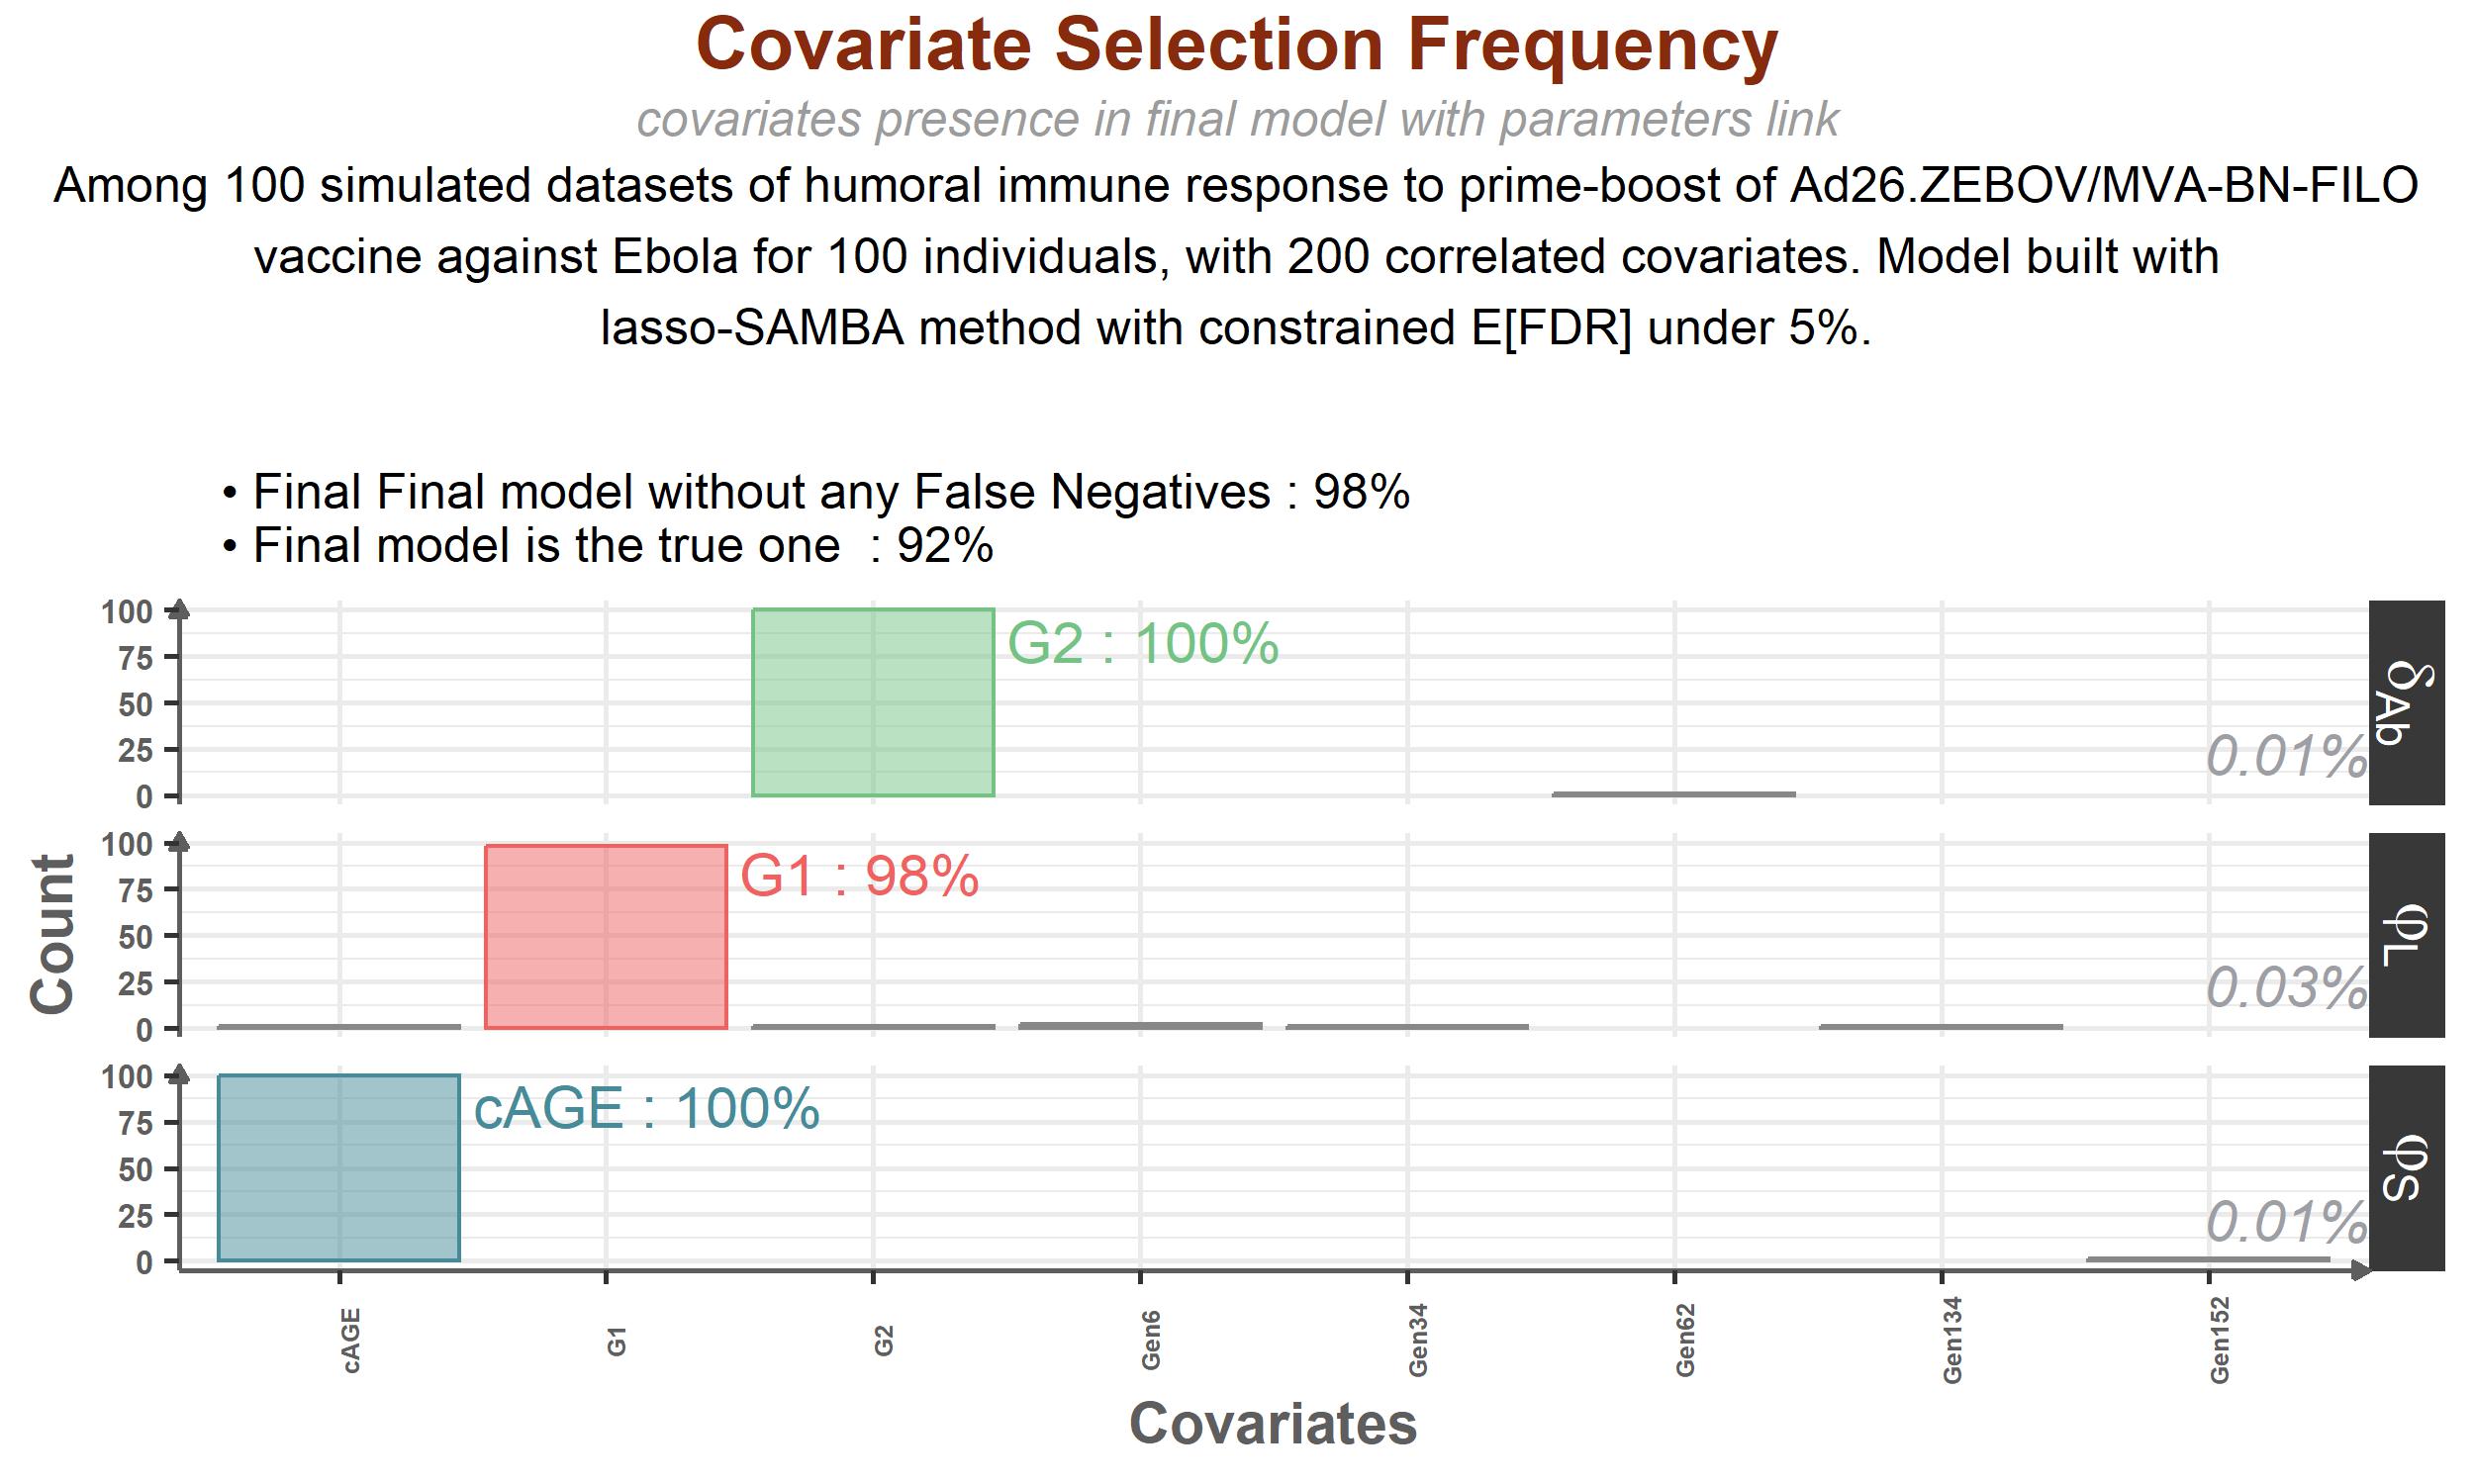 Covariate Selection Frequency
covariates presence in final model with parameters link
Among 100 simulated datasets of humoral immune response to prime-boost of Ad26.ZEBOV/MVA-BN-FILO
vaccine against Ebola for 100 individuals, with 200 correlated covariates. Model built with
lasso-SAMBA method with constrained E[FDR] under 5%.
• Final Final model without any False Negatives : 98%
• Final model is the true one  : 92%
Count
100
75
50
25
0
G2 : 100%
0.01%
δAb
100
75
50
25
0
G1 : 98%
0.03%
φL
100
75
50
25
0
cAGE : 100%
0.01%
φS
cAGE
G1
G2
Gen6
Gen34
Gen62
Gen134
Gen152
Covariates